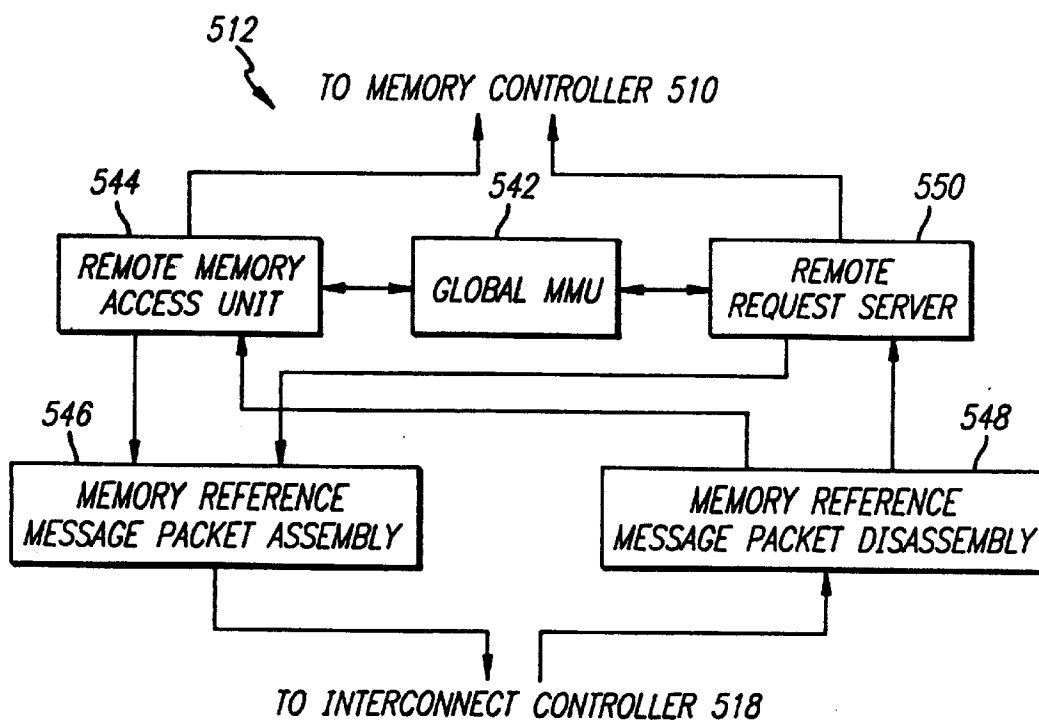 512
TO MEMORY CONTROLLER 510
544
542
550
REMOTE MEMORY
ACCESS UNIT
GLOBAL MMU
REMOTE
REQUEST SERVER
546
548
MEMORY REFERENCE
MESSAGE PACKET ASSEMBLY
MEMORY REFERENCE
MESSAGE PACKET DISASSEMBLY
TO INTERCONNECT CONTROLLER 518